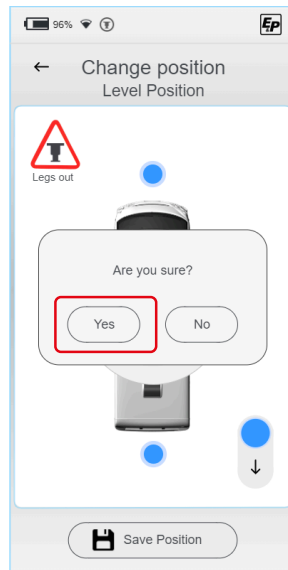 96%
EP
Change position
Level Position
Legs out
Are you sure?
Yes
No
Save Position